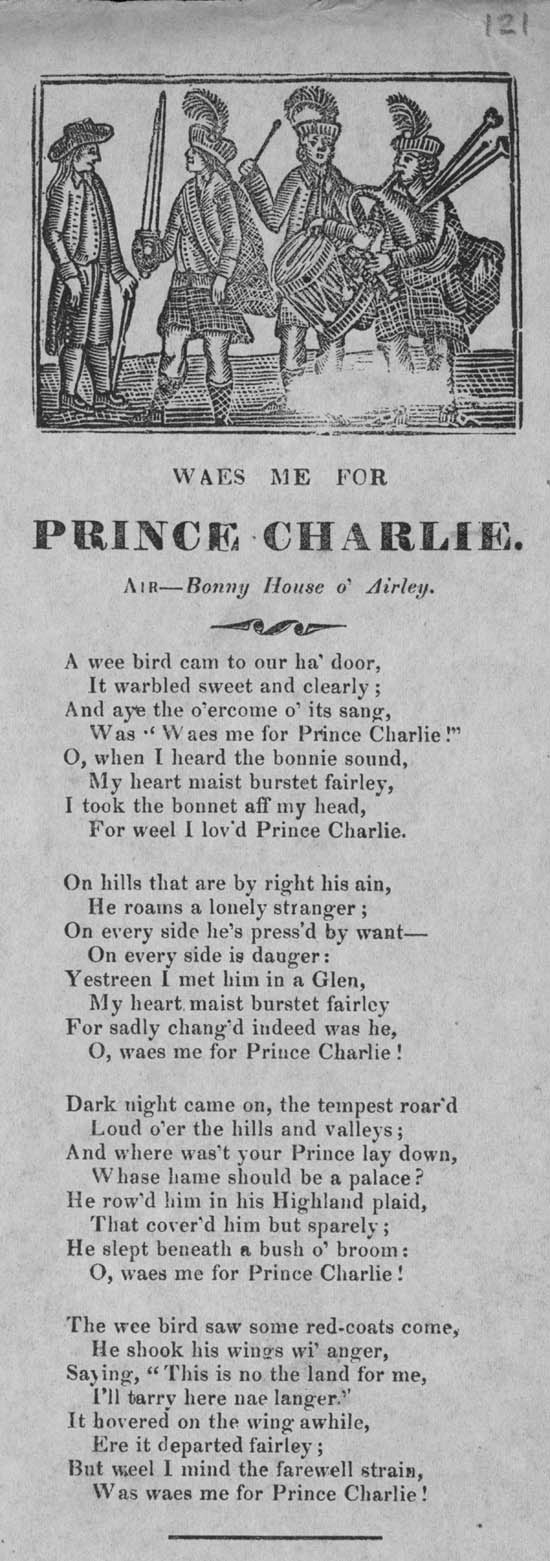 121
WAES ME FOR
PRINCE CHARLIE.
AIR—Bonny House o' Airley.
A wee bird cam to our ha' door,
It warbled sweet and clearly ;
And aye the o'ercome o' its sang,
Was “ Waes me for Prince Charlie !”
O, when I heard the bonnie sound,
My heart maist burstet fairley,
I took the bonnet aff my head,
For weel I lov'd Prince Charlie.
On hills that are by right his ain,
He roams a lonely stranger ;
On every side he's press'd by want—
On every side is danger :
Yestreen I met him in a Glen,
My heart maist burstet fairley
For sadly chang'd indeed was he,
O, waes me for Prince Charlie !
Dark night came on, the tempest roar'd
Loud o'er the hills and valleys ;
And where was't your Prince lay down,
Whase hame should be a palace ?
He row'd him in his Highland plaid,
That cover'd him but sparely ;
He slept beneath a bush o' broom :
O, waes me for Prince Charlie !
The wee bird saw some red-coats come,
He shook his wings wi' anger,
Saying, “ This is no the land for me,
I'll tarry here nae langer.”
It hovered on the wing awhile,
Ere it departed fairley ;
But weel I mind the farewell strain,
Was waes me for Prince Charlie !